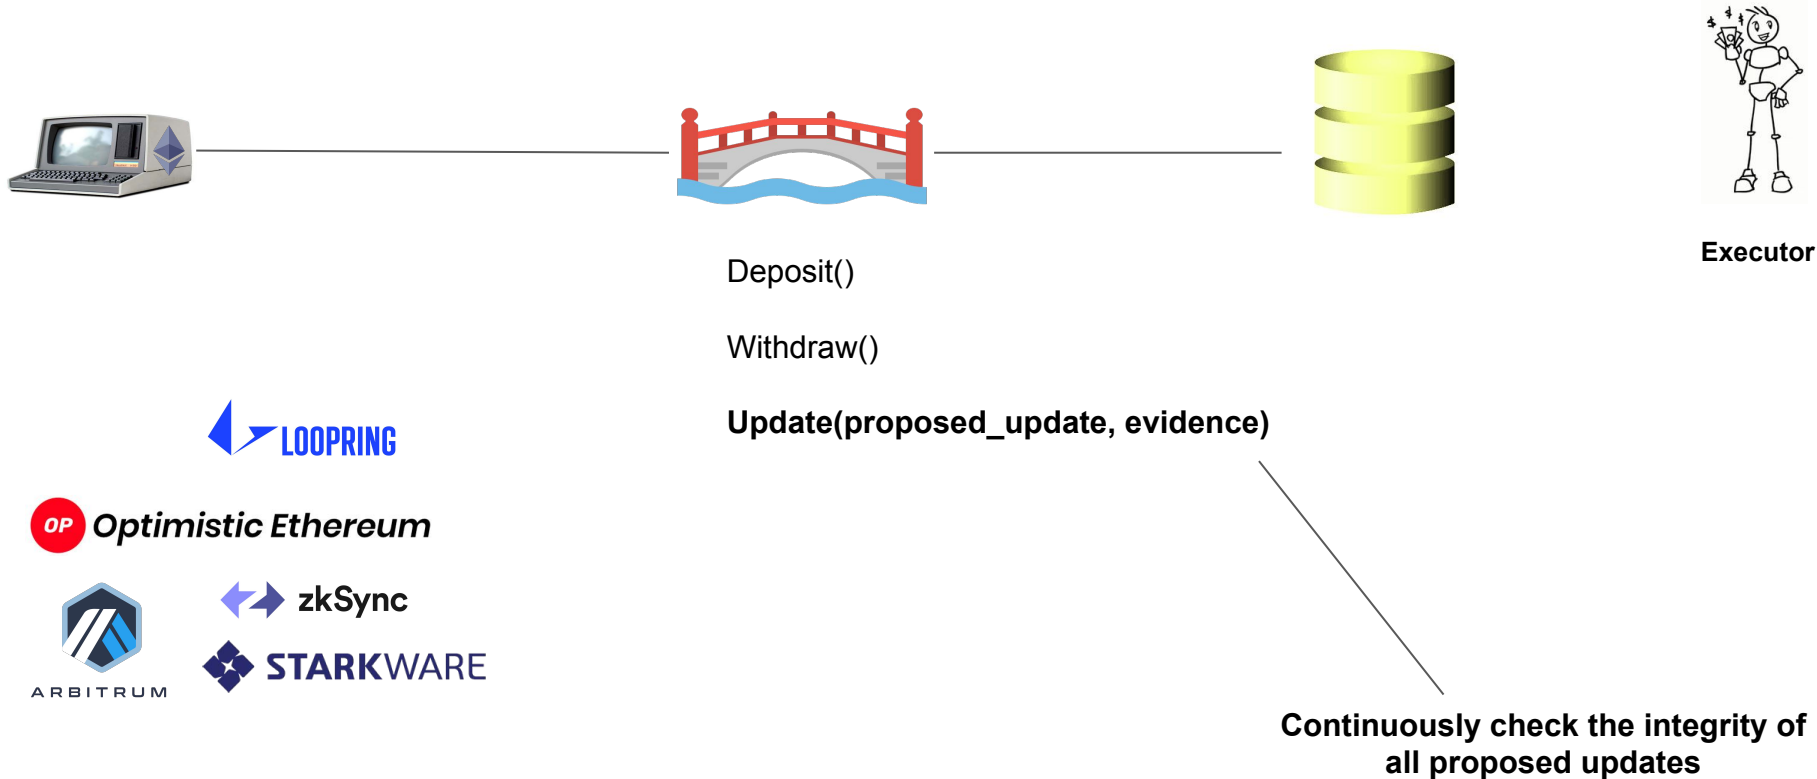 Executor
Deposit()
Withdraw()
Update(proposed_update, evidence)
LOOPRING
OP Optimistic Ethereum
zkSync
ARBITRUM
STARKWARE
Continuously check the integrity of
all proposed updates